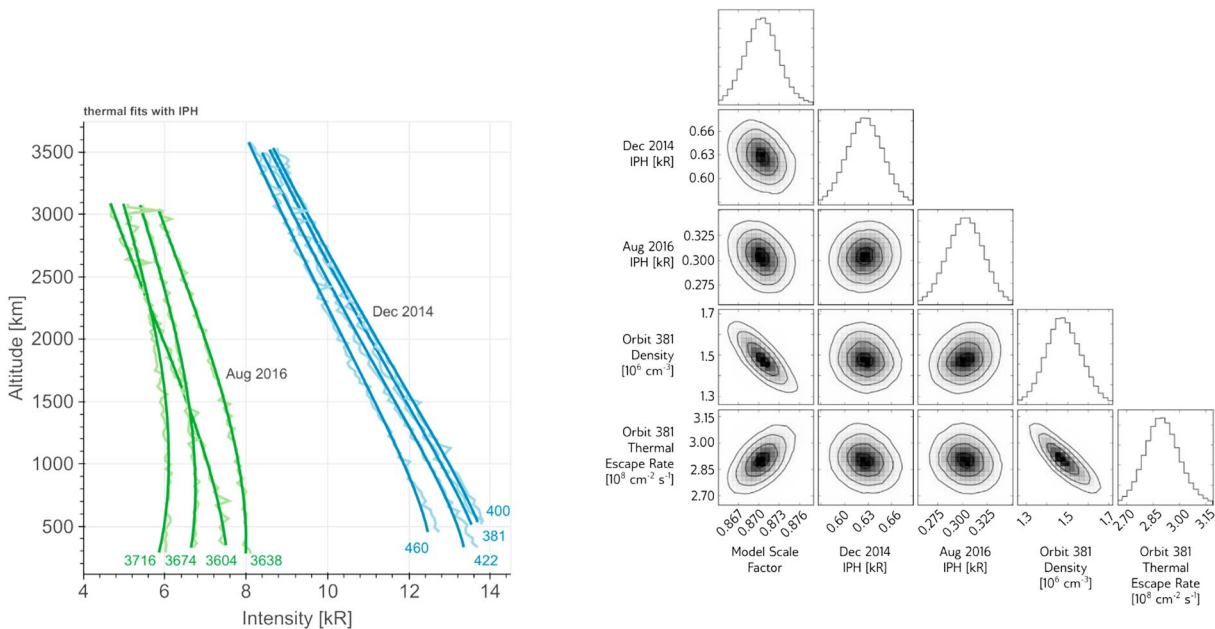 thermal fits with IPH
Altitude [km]
3500
3000
2500
2000
1500
1000
500
Dec 2014
Aug 2016
400
381
460
422
3716
3674
3604
3638
4
6
8
10
12
14
Intensity [kR]
Dec 2014
IPH [kR]
0.66
0.63
0.60
Aug 2016
IPH [kR]
0.325
0.300
0.275
Orbit 381
Density
[10⁶ cm⁻³]
1.7
1.5
1.3
Orbit 381
Thermal
Escape Rate
[10⁸ cm⁻² s⁻¹]
3.15
3.00
2.85
2.70
0.867
0.870
0.873
0.876
Model Scale
Factor
0.60
0.63
0.66
Dec 2014
IPH [kR]
0.275
0.300
0.325
Aug 2016
IPH [kR]
1.3
1.5
1.7
Orbit 381
Density
[10⁶ cm⁻³]
2.70
2.85
3.00
3.15
Orbit 381
Thermal
Escape Rate
[10⁸ cm⁻² s⁻¹]